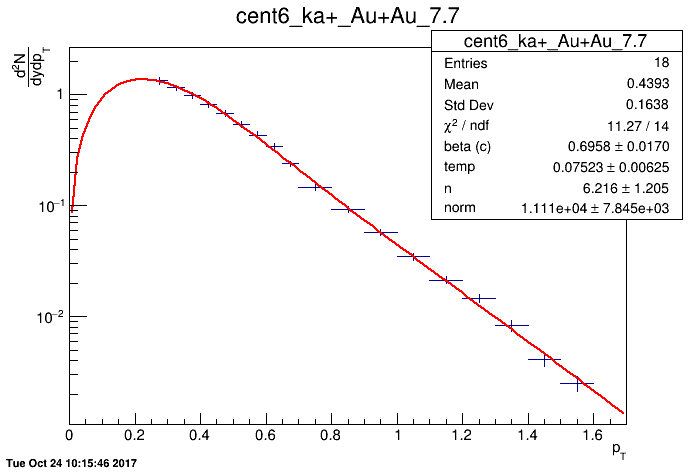 cent6_ka+_Au+Au_7.7
cent6_ka+_Au+Au_7.7
Entries 18
Mean 0.4393
Std Dev 0.1638
χ² / ndf 11.27 / 14
beta (c) 0.6958 ± 0.0170
temp 0.07523 ± 0.00625
n 6.216 ± 1.205
norm 1.111e+04 ± 7.845e+03
d²N
dydp_T
1
10⁻¹
10⁻²
0 0.2 0.4 0.6 0.8 1 1.2 1.4 1.6
p_T
Tue Oct 24 10:15:46 2017